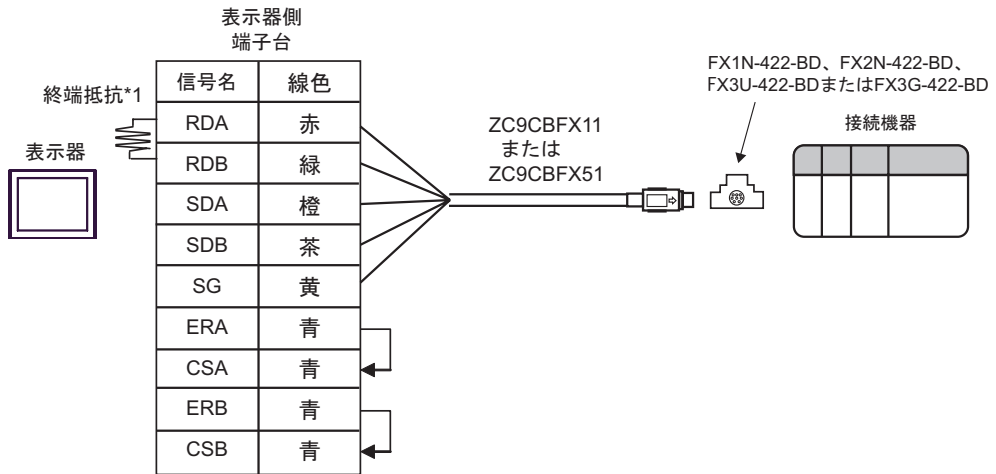 表示器側
端子台
信号名 線色
終端抵抗*1
表示器
RDA 赤
RDB 緑
SDA 橙
SDB 茶
SG 黄
ERA 青
CSA 青
ERB 青
CSB 青
ZC9CBFX11
または
ZC9CBFX51
FX1N-422-BD、FX2N-422-BD、
FX3U-422-BDまたはFX3G-422-BD
接続機器